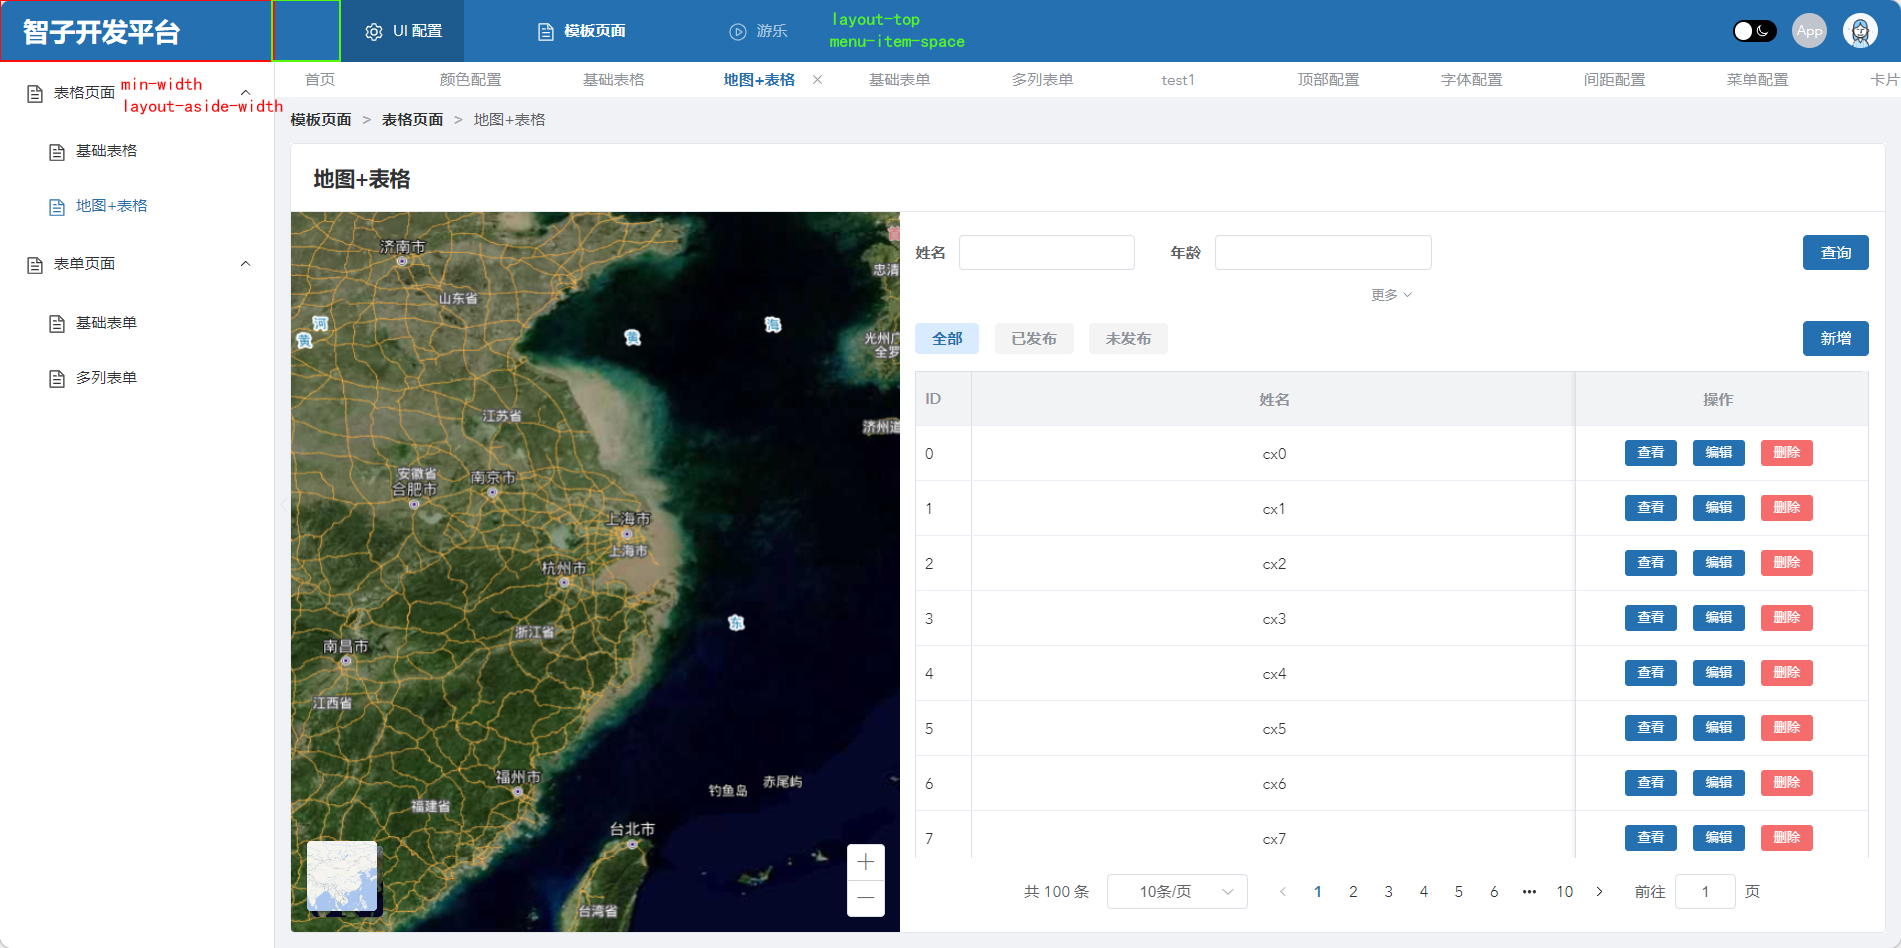 智子开发平台
UI 配置
模板页面
游乐
layout-top
menu-item-space
App
首页
颜色配置
基础表格
地图+表格
基础表单
多列表单
test1
顶部配置
字体配置
间距配置
菜单配置
卡片
表格页面
min-width
layout-aside-width
基础表格
地图+表格
表单页面
基础表单
多列表单
模板页面 > 表格页面 > 地图+表格
地图+表格
济南市
山东省
河
黄
黄
海
忠清
光州广
全罗
济州道
江苏省
安徽省
合肥市
南京市
上海市
上海市
杭州市
浙江省
东
南昌市
江西省
福州市
福建省
钓鱼岛
赤尾屿
台北市
台湾省
姓名
年龄
查询
更多
全部
已发布
未发布
新增
ID 姓名 操作
0 cx0 查看 编辑 删除
1 cx1 查看 编辑 删除
2 cx2 查看 编辑 删除
3 cx3 查看 编辑 删除
4 cx4 查看 编辑 删除
5 cx5 查看 编辑 删除
6 cx6 查看 编辑 删除
7 cx7 查看 编辑 删除
共 100 条 10条/页 < 1 2 3 4 5 6 ••• 10 > 前往 1 页